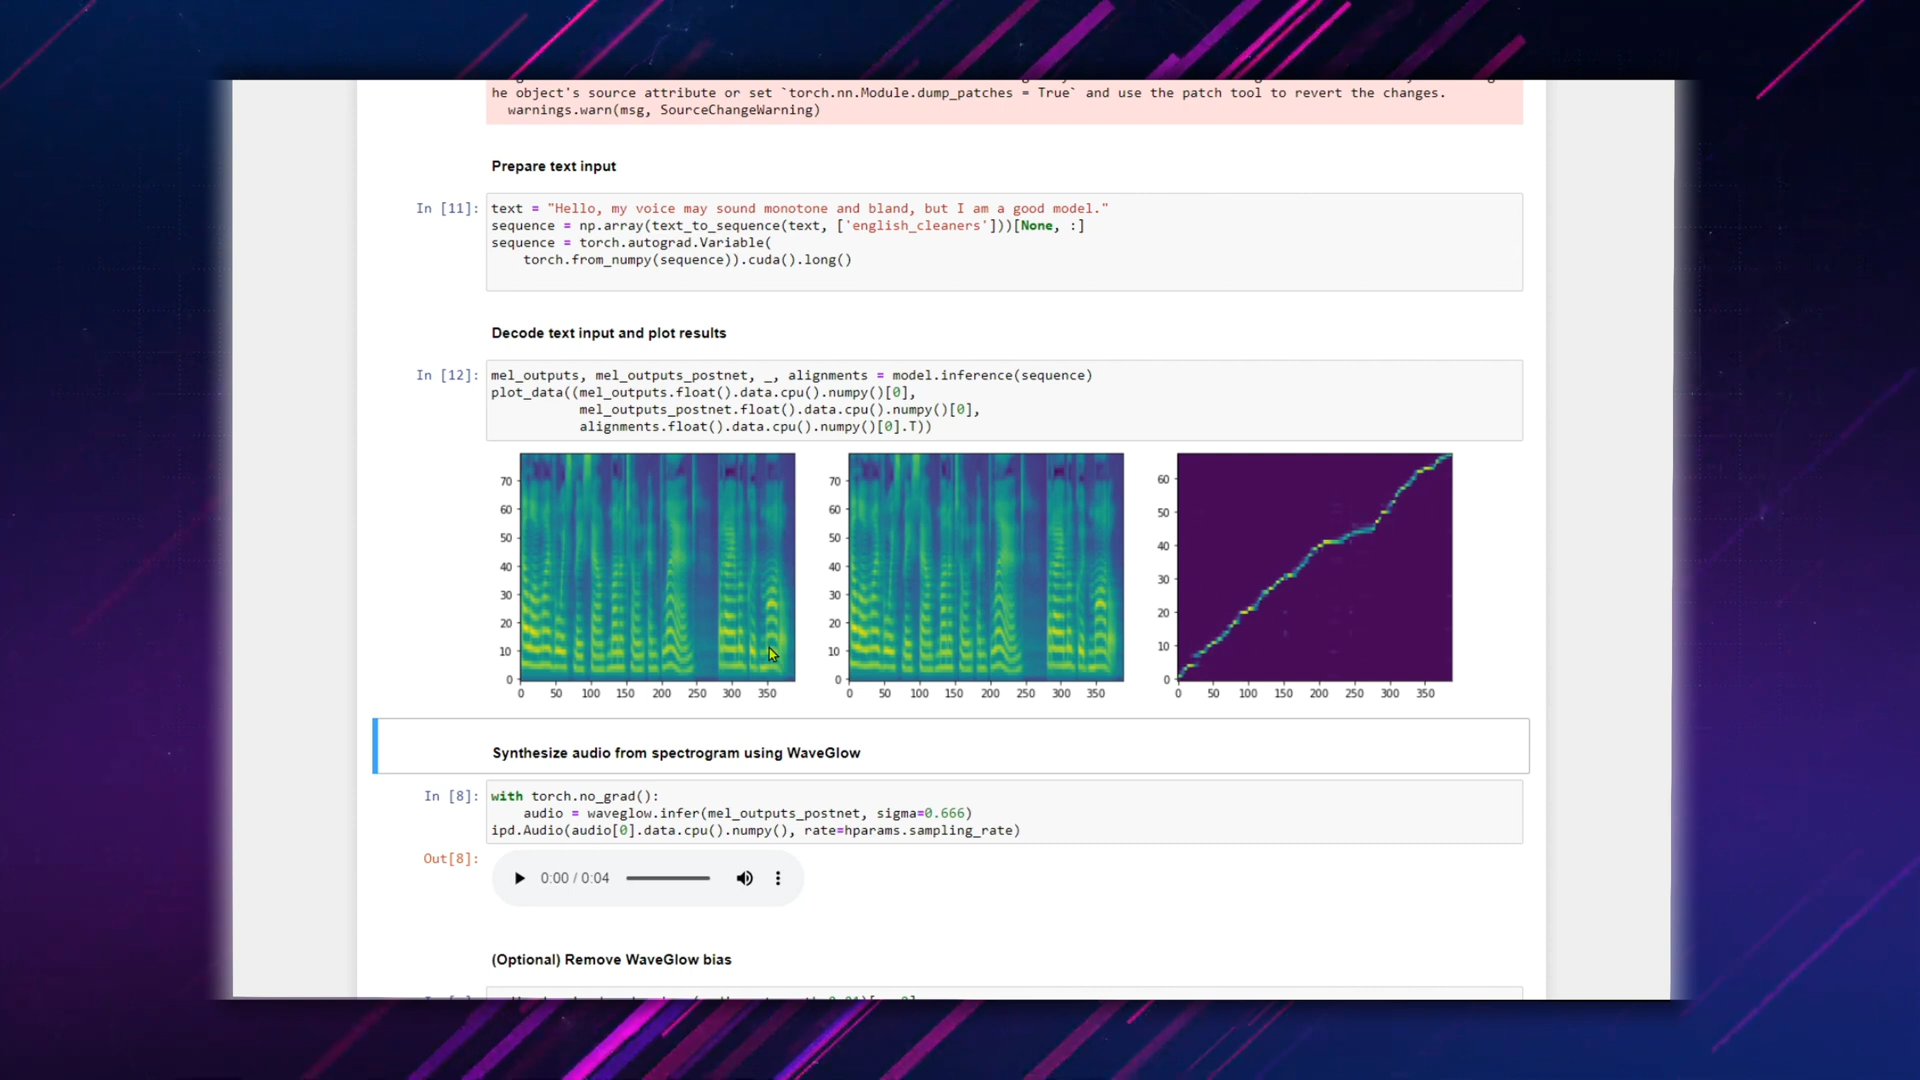 he object's source attribute or set `torch.nn.Module.dump_patches = True` and use the patch tool to revert the changes.
warnings.warn(msg, SourceChangeWarning)
Prepare text input
In [11]:
text = "Hello, my voice may sound monotone and bland, but I am a good model."
sequence = np.array(text_to_sequence(text, ['english_cleaners']))[None, :]
sequence = torch.autograd.Variable(
torch.from_numpy(sequence)).cuda().long()
Decode text input and plot results
In [12]:
mel_outputs, mel_outputs_postnet, _, alignments = model.inference(sequence)
plot_data((mel_outputs.float().data.cpu().numpy()[0],
mel_outputs_postnet.float().data.cpu().numpy()[0],
alignments.float().data.cpu().numpy()[0].T))
70
60
50
40
30
20
10
0
0 50 100 150 200 250 300 350
70
60
50
40
30
20
10
0
0 50 100 150 200 250 300 350
60
50
40
30
20
10
0
0 50 100 150 200 250 300 350
Synthesize audio from spectrogram using WaveGlow
In [8]:
with torch.no_grad():
audio = waveglow.infer(mel_outputs_postnet, sigma=0.666)
ipd.Audio(audio[0].data.cpu().numpy(), rate=hparams.sampling_rate)
Out[8]:
0:00 / 0:04
(Optional) Remove WaveGlow bias